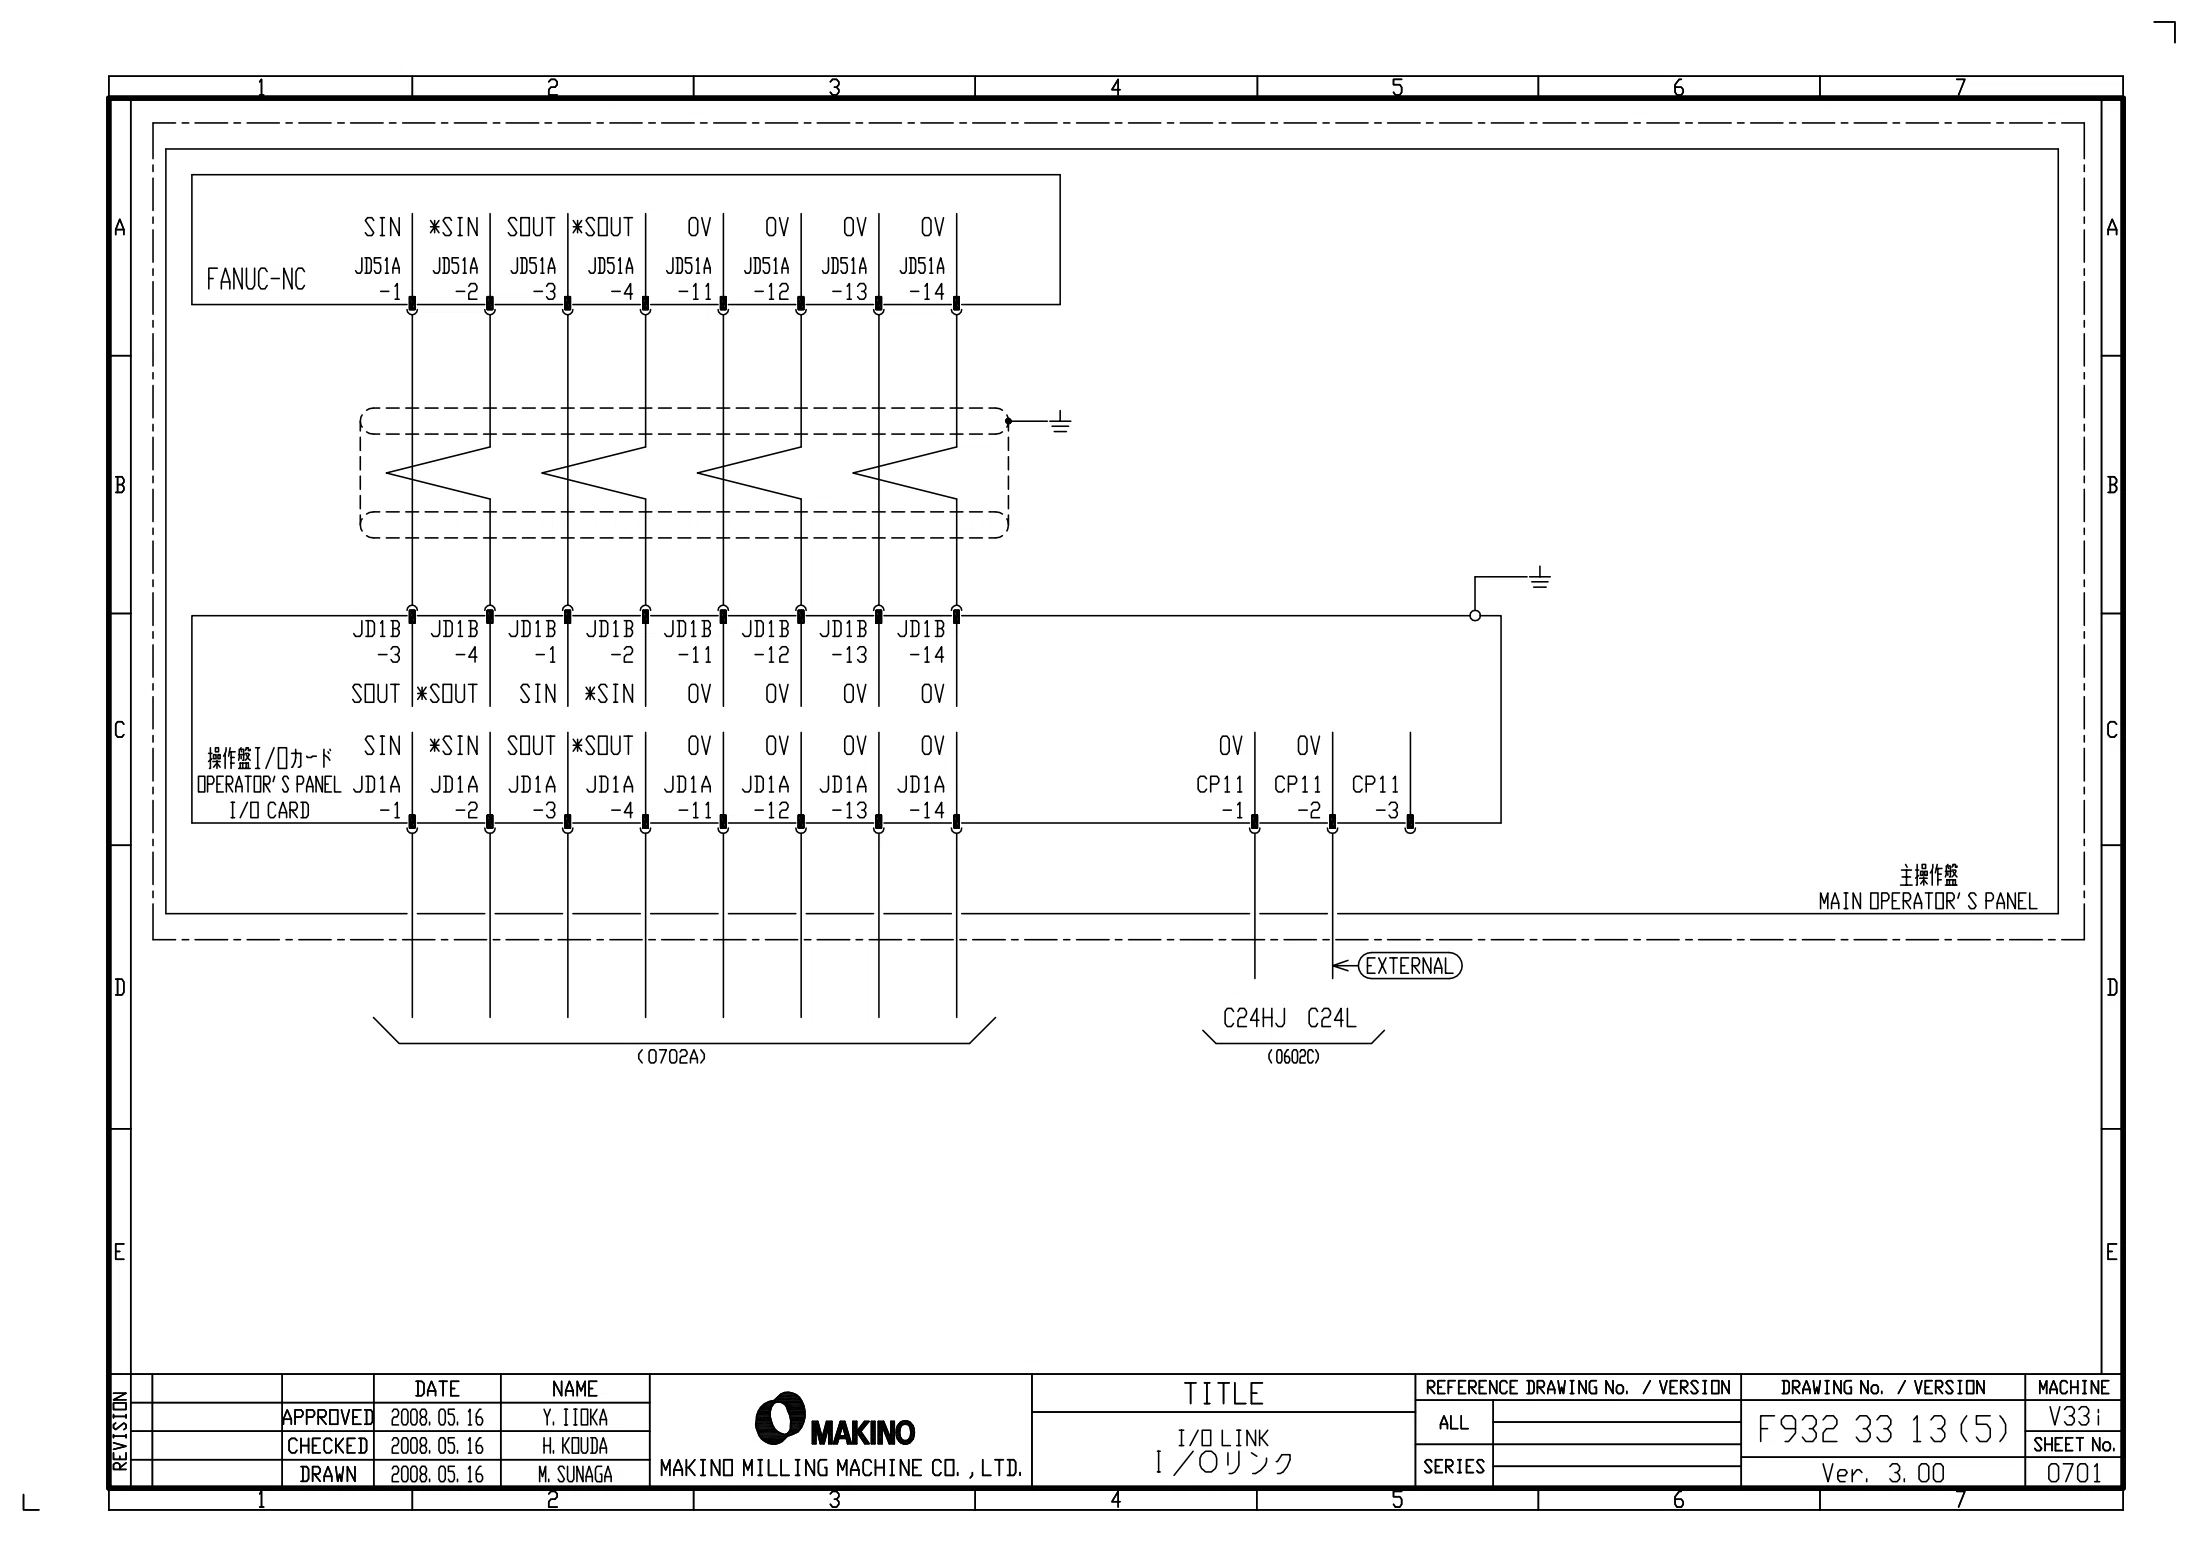 1 2 3 4 5 6 7
A A
SIN *SIN SOUT *SOUT 0V 0V 0V 0V
JD51A JD51A JD51A JD51A JD51A JD51A JD51A JD51A
FANUC-NC
-1 -2 -3 -4 -11 -12 -13 -14
B B
JD1B JD1B JD1B JD1B JD1B JD1B JD1B JD1B
-3 -4 -1 -2 -11 -12 -13 -14
SOUT *SOUT SIN *SIN 0V 0V 0V 0V
C C
SIN *SIN SOUT *SOUT 0V 0V 0V 0V 0V 0V
操作盤I/Oカード
OPERATOR'S PANEL JD1A JD1A JD1A JD1A JD1A JD1A JD1A JD1A CP11 CP11 CP11
I/O CARD -1 -2 -3 -4 -11 -12 -13 -14 -1 -2 -3
主操作盤
MAIN OPERATOR'S PANEL
EXTERNAL
D D
C24HJ C24L
(0702A) (0602C)
E E
REVISION
DATE NAME
APPROVED 2008.05.16 Y. IIOKA
CHECKED 2008.05.16 H. KOUDA
DRAWN 2008.05.16 M. SUNAGA
MAKINO
MAKINO MILLING MACHINE CO.,LTD.
TITLE
I/O LINK
I/Oリンク
REFERENCE DRAWING No. / VERSION
ALL
SERIES
DRAWING No. / VERSION
F932 33 13(5)
Ver. 3.00
MACHINE
V33i
SHEET No.
0701
1 2 3 4 5 6 7